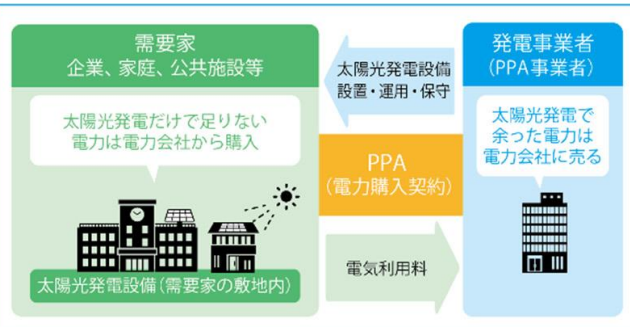 需要家
企業、家庭、公共施設等
太陽光発電だけで足りない
電力は電力会社から購入
太陽光発電設備(需要家の敷地内)
太陽光発電設備
設置・運用・保守
PPA
(電力購入契約)
電気利用料
発電事業者
(PPA事業者)
太陽光発電で
余った電力は
電力会社に売る